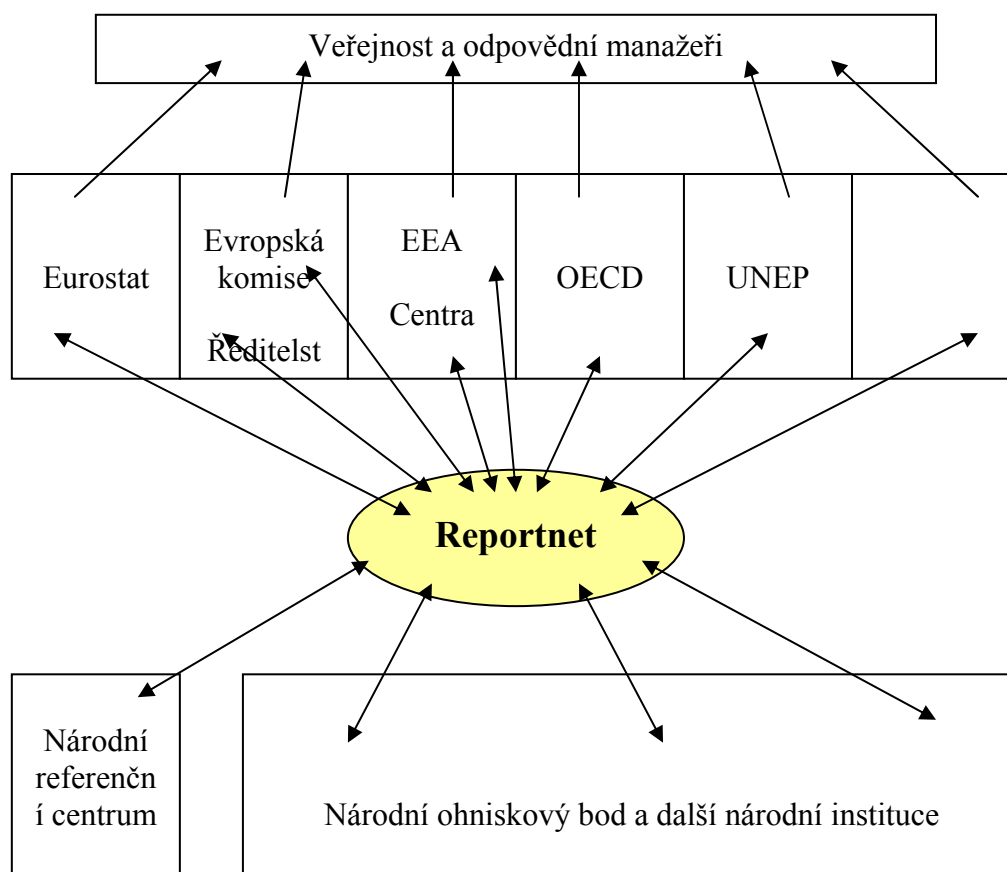 Veřejnost a odpovědní manažeři
Eurostat
Evropská
komise
Ředitelst
EEA
Centra
OECD
UNEP
Reportnet
Národní
referenčn
í centrum
Národní ohniskový bod a další národní instituce